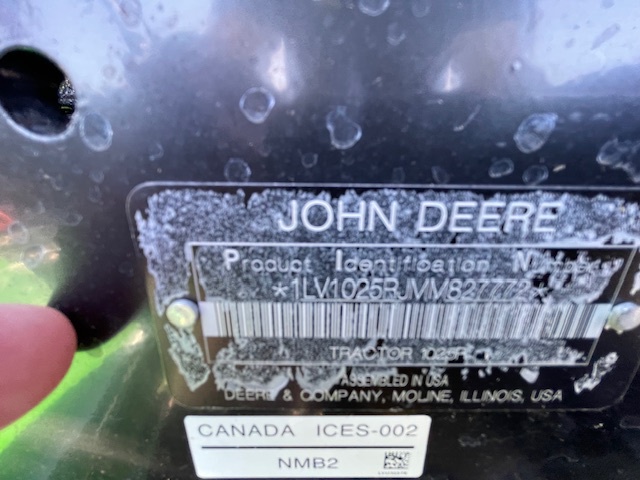 JOHN DEERE
Product Identification Number
*1LV1025RJMM827772*
TRACTOR 1025R
ASSEMBLED IN USA
DEERE & COMPANY, MOLINE, ILLINOIS, USA
CANADA ICES-002
NMB2